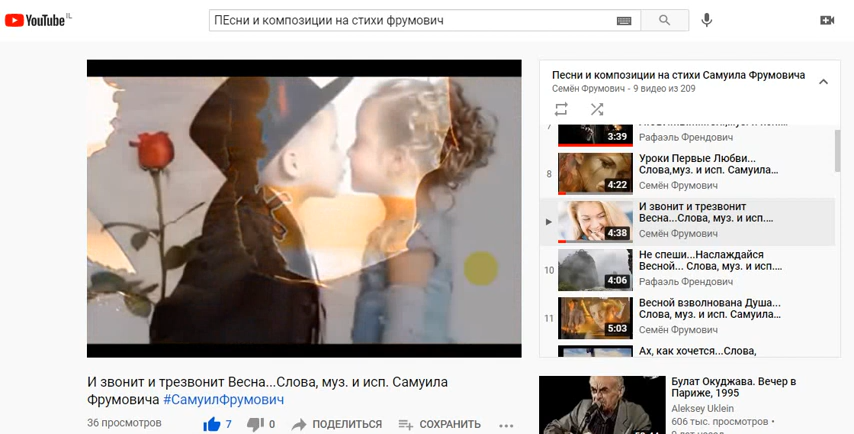 YouTube IL
ПЕсни и композиции на стихи фрумович
Песни и композиции на стихи Самуила Фрумовича
Семён Фрумович - 9 видео из 209
7
3:39
Рафаэль Френдович
8
4:22
Уроки Первые Любви...
Слова,муз. и исп. Самуила...
Семён Фрумович
4:38
И звонит и трезвонит
Весна...Слова, муз. и исп....
Семён Фрумович
10
4:06
Не спеши...Наслаждайся
Весной... Слова, муз. и исп....
Рафаэль Френдович
11
5:03
Весной взволнована Душа...
Слова, муз. и исп. Самуила...
Семён Фрумович
Ах, как хочется...Слова,
И звонит и трезвонит Весна...Слова, муз. и исп. Самуила
Фрумовича #СамуилФрумович
36 просмотров
7
0
ПОДЕЛИТЬСЯ
СОХРАНИТЬ
Булат Окуджава. Вечер в
Париже, 1995
Aleksey Uklein
606 тыс. просмотров •